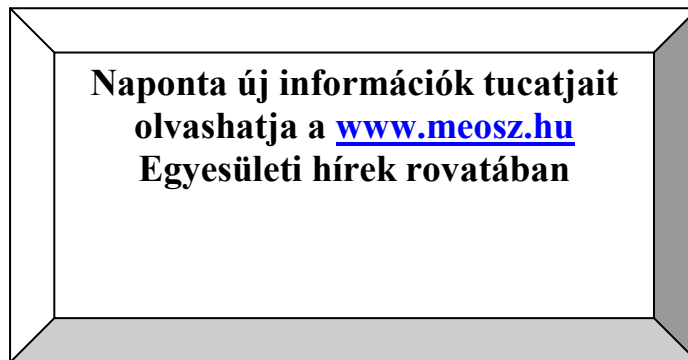 Naponta új információk tucatjait
olvashatja a www.meosz.hu
Egyesületi hírek rovatában